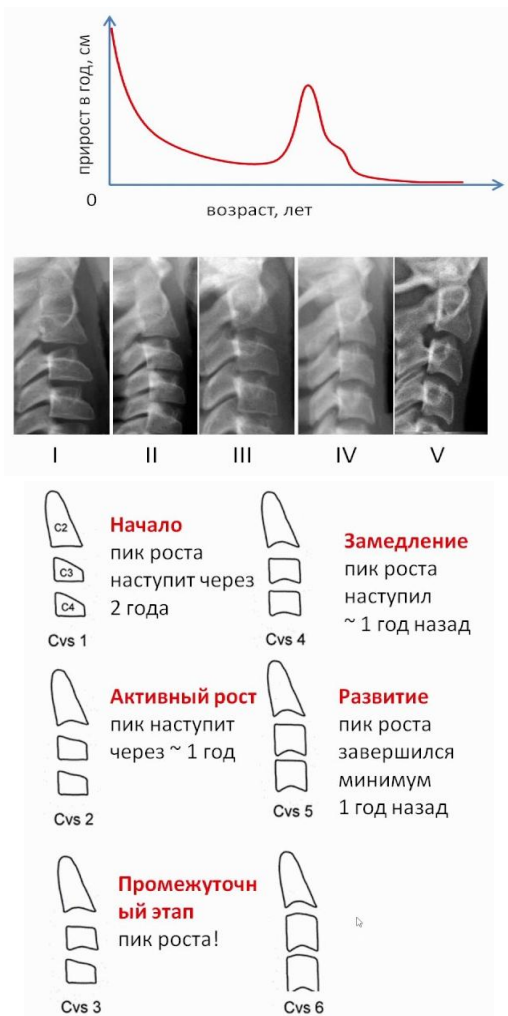 прирост в год, см
0
возраст, лет
I II III IV V
C2
C3
C4
Cvs 1
Начало
пик роста
наступит через
2 года
Cvs 4
Замедление
пик роста
наступил
~ 1 год назад
Cvs 2
Активный рост
пик наступит
через ~ 1 год
Cvs 5
Развитие
пик роста
завершился
минимум
1 год назад
Cvs 3
Промежуточн
ый этап
пик роста!
Cvs 6